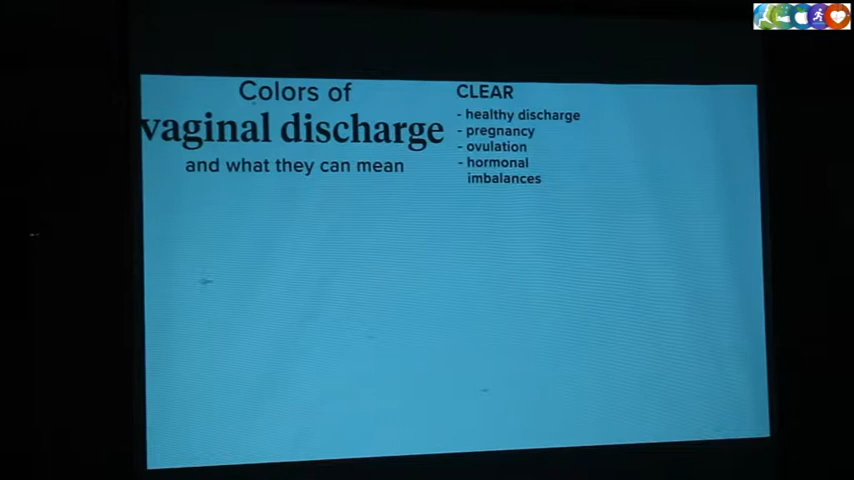 Colors of
vaginal discharge
and what they can mean
CLEAR
- healthy discharge
- pregnancy
- ovulation
- hormonal
imbalances